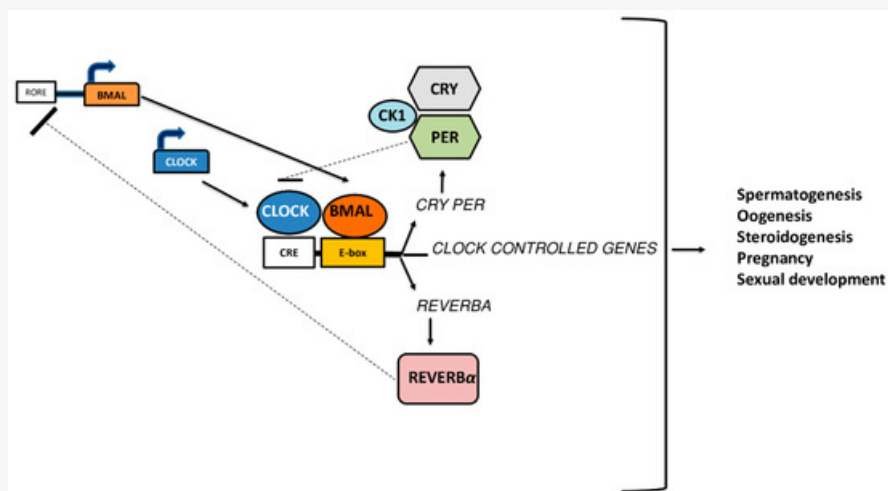 RORE
BMAL
CLOCK
CRY
CK1
PER
CLOCK
BMAL
CRE
E-box
CRY PER
CLOCK CONTROLLED GENES
REVERBA
REVERBα
Spermatogenesis
Oogenesis
Steroidogenesis
Pregnancy
Sexual development